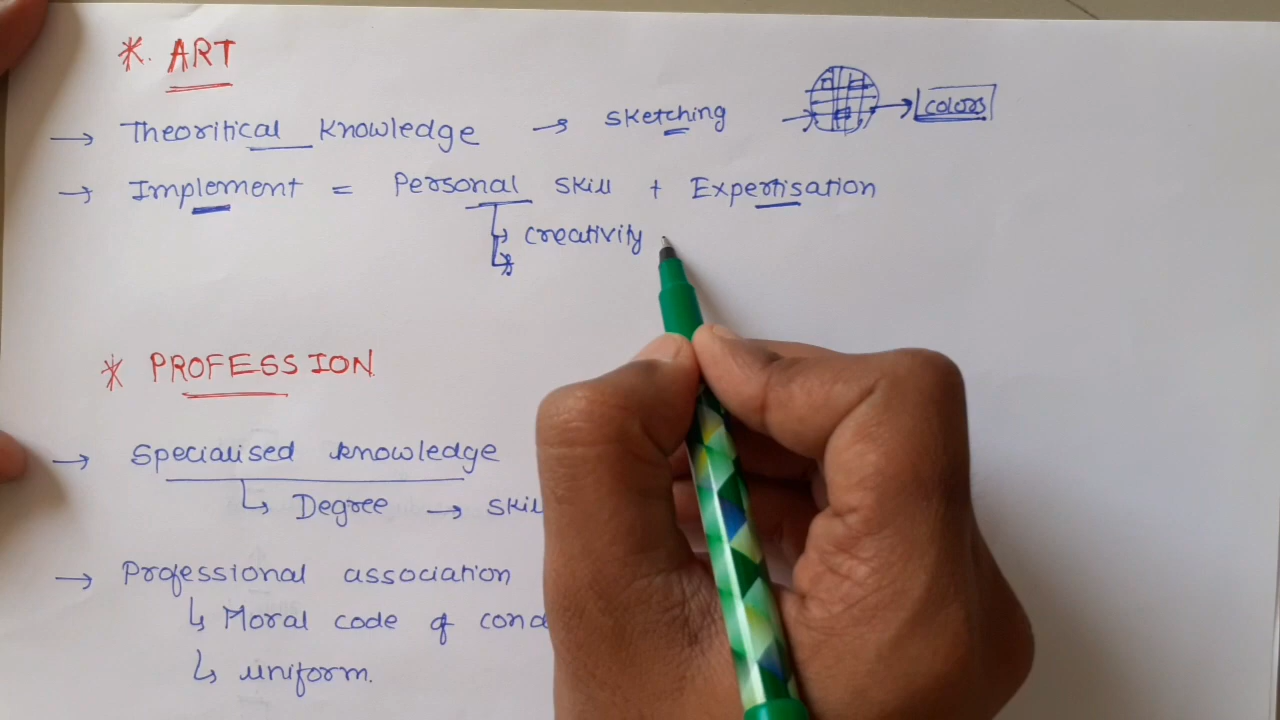 *. ART
→ Theoritical knowledge → sketching → → colors
→ Implement = Personal skill + Expertisation
↳ creativity
* PROFESSION
→ Specialised knowledge
↳ Degree → skil
→ Professional association
↳ Moral code of cond
↳ uniform.